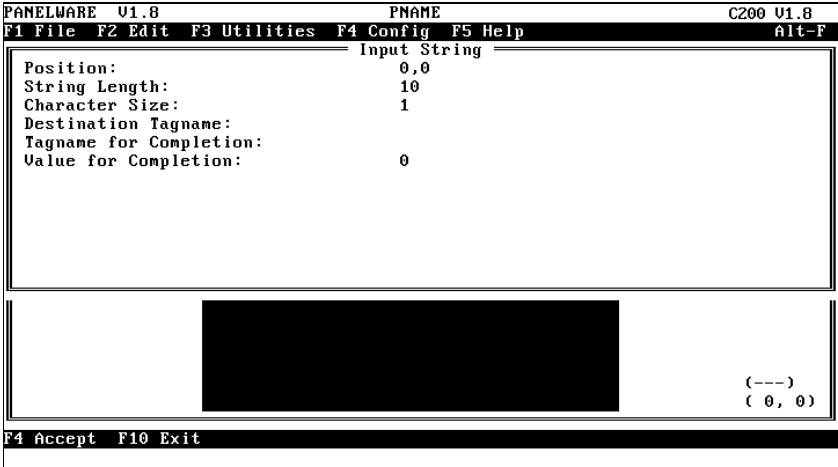 PANELWARE V1.8 PNAME C200 V1.8
F1 File F2 Edit F3 Utilities F4 Config F5 Help Alt-F
Input String
Position: 0,0
String Length: 10
Character Size: 1
Destination Tagname:
Tagname for Completion:
Value for Completion: 0
(---)
( 0, 0)
F4 Accept F10 Exit